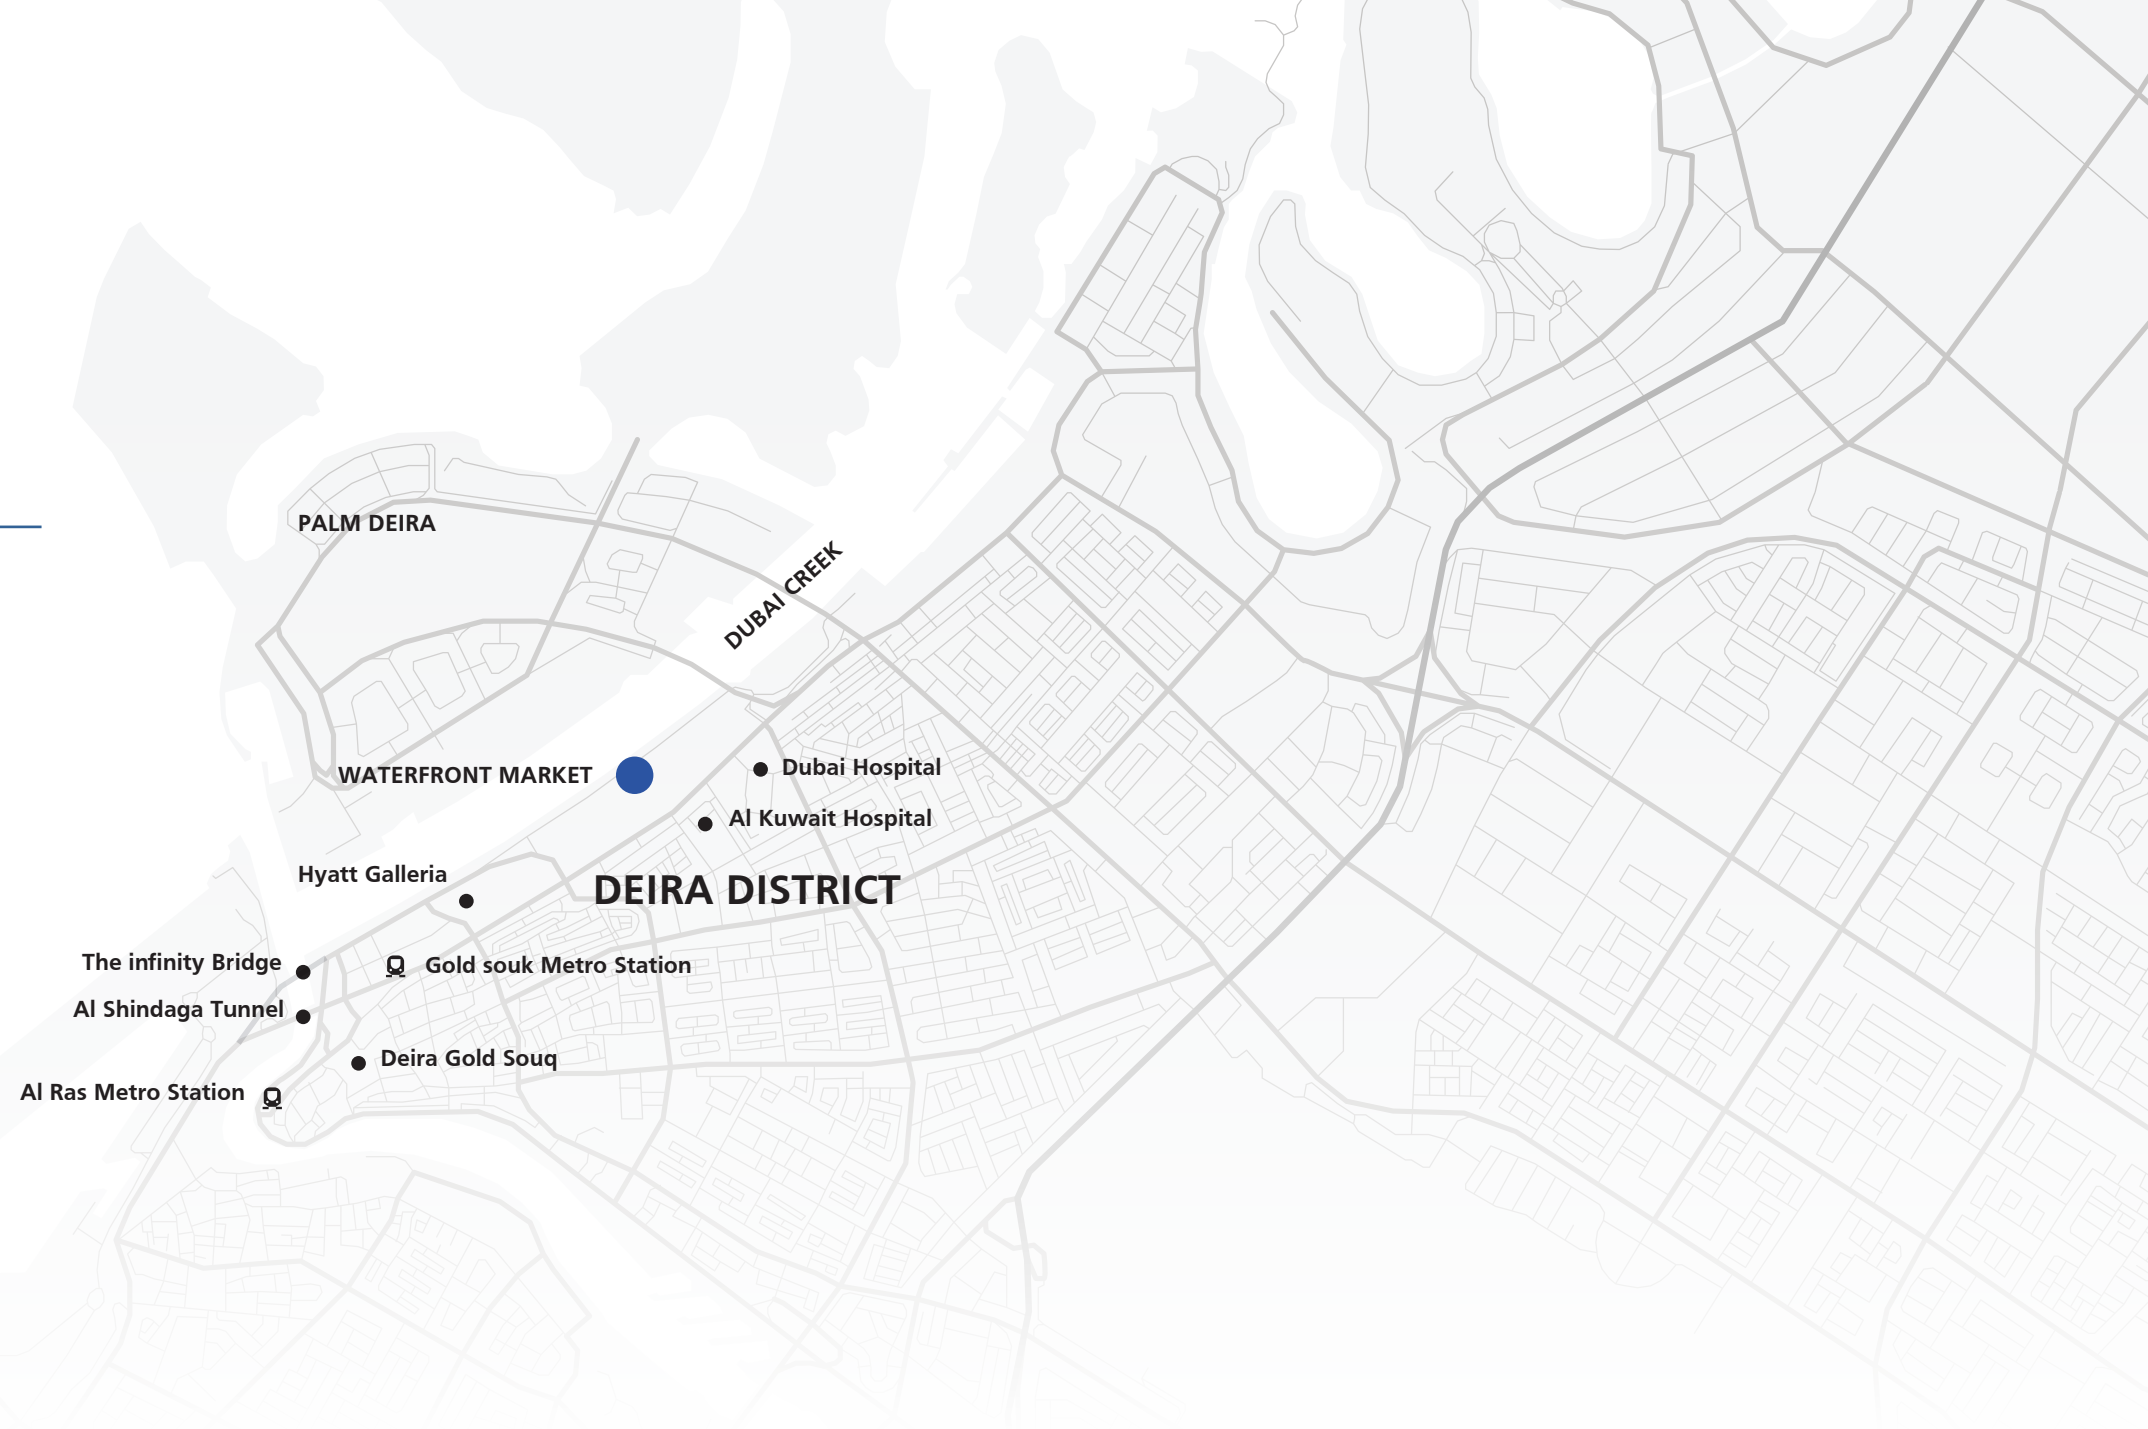 PALM DEIRA
DUBAI CREEK
WATERFRONT MARKET
Dubai Hospital
Al Kuwait Hospital
Hyatt Galleria
DEIRA DISTRICT
The infinity Bridge
Gold souk Metro Station
Al Shindaga Tunnel
Deira Gold Souq
Al Ras Metro Station